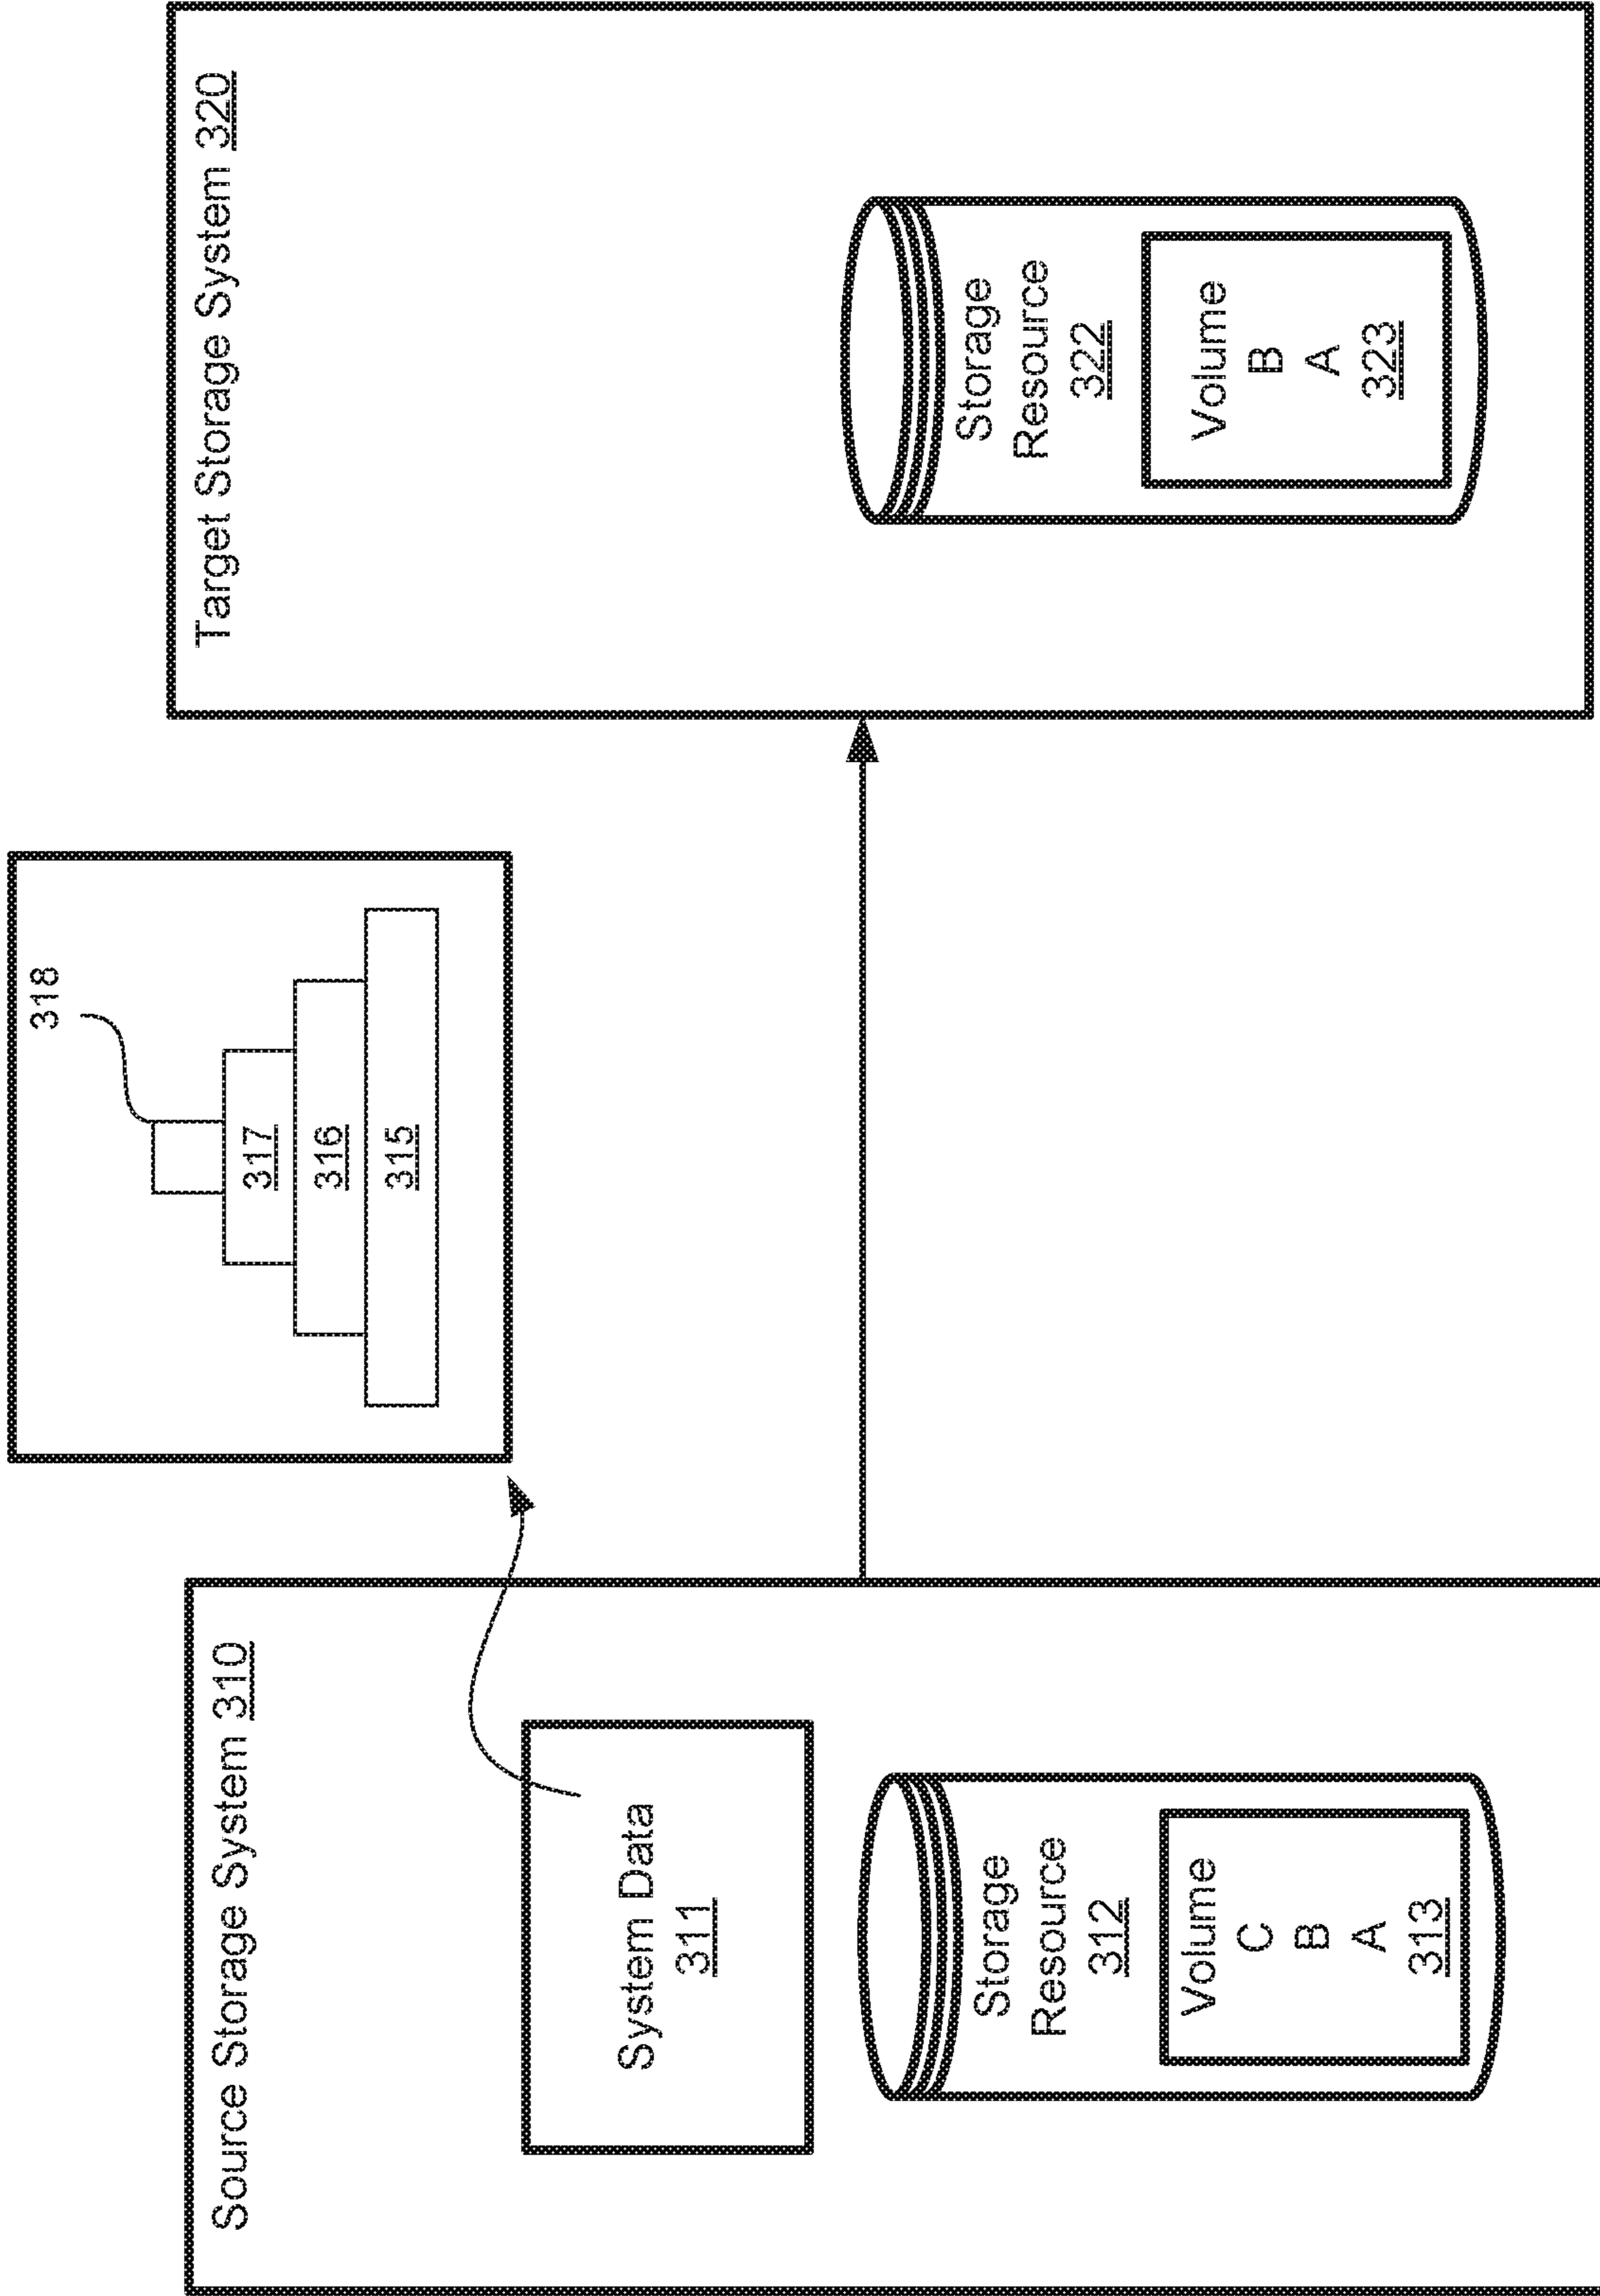 Source Storage System 310
System Data
311
Storage
Resource
312
Volume
C
B
A
313
318
317
316
315
Target Storage System 320
Storage
Resource
322
Volume
B
A
323